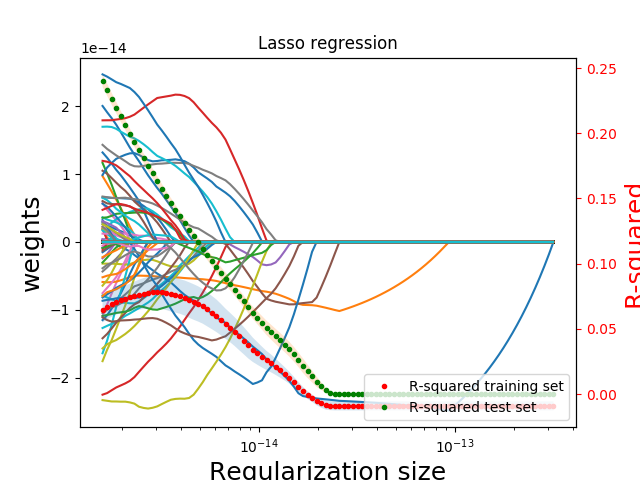 Lasso regression
1e−14
2
1
0
−1
−2
weights
0.25
0.20
0.15
0.10
0.05
0.00
R-squared
R-squared training set
R-squared test set
10⁻¹⁴
10⁻¹³
Regularization size